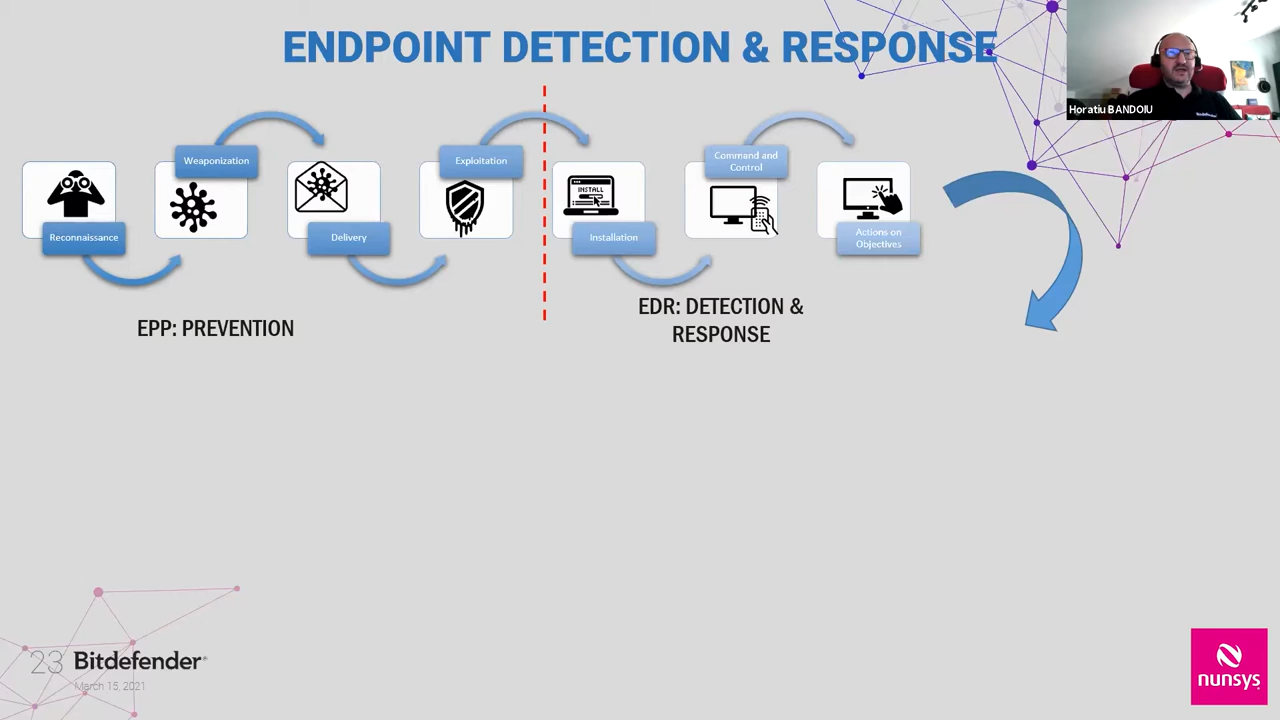 ENDPOINT DETECTION & RESPONSE
Horatiu BANDOIU
Bitdefender
Weaponization
Exploitation
Command and
Control
INSTALL
Reconnaissance
Delivery
Installation
Actions on
Objectives
EPP: PREVENTION
EDR: DETECTION &
RESPONSE
23 Bitdefender®
March 15, 2021
nunsys